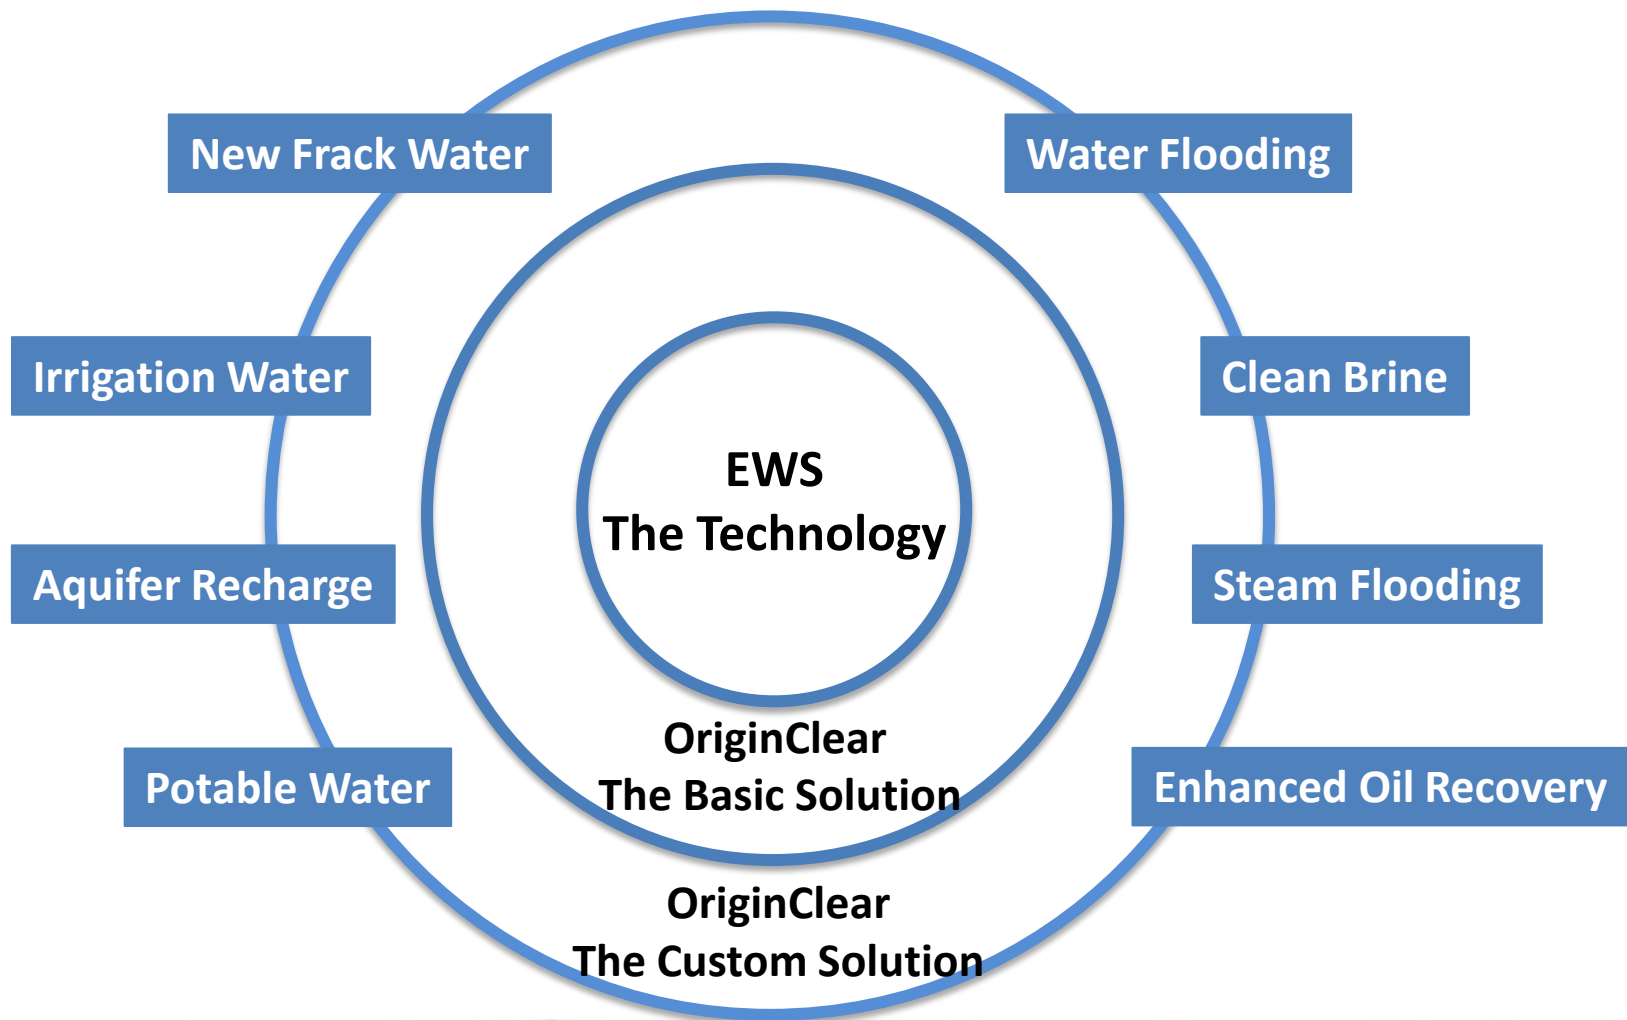 New Frack Water
Water Flooding
Irrigation Water
Clean Brine
EWS
The Technology
Aquifer Recharge
Steam Flooding
OriginClear
The Basic Solution
Potable Water
Enhanced Oil Recovery
OriginClear
The Custom Solution